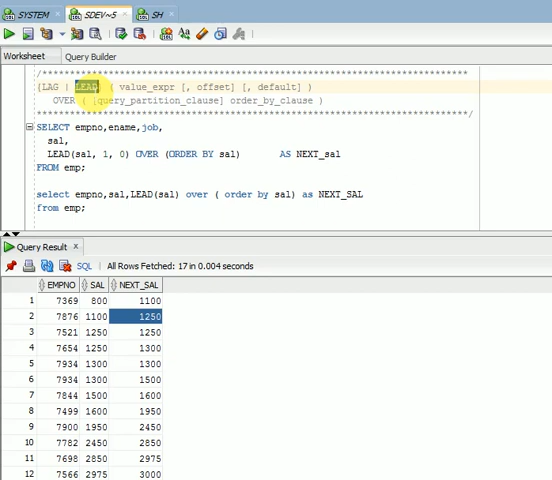 SYSTEM SDEV~5 SH
Worksheet Query Builder
/*****************************************************************************
{LAG | LEAD} ( value_expr [, offset] [, default] )
OVER ( [query_partition_clause] order_by_clause )
*****************************************************************************/
SELECT empno,ename,job,
sal,
LEAD(sal, 1, 0) OVER (ORDER BY sal) AS NEXT_sal
FROM emp;
select empno,sal,LEAD(sal) over ( order by sal) as NEXT_SAL
from emp;
Query Result x
SQL | All Rows Fetched: 17 in 0.004 seconds
EMPNO SAL NEXT_SAL
1 7369 800 1100
2 7876 1100 1250
3 7521 1250 1250
4 7654 1250 1300
5 7934 1300 1300
6 7934 1300 1500
7 7844 1500 1600
8 7499 1600 1950
9 7900 1950 2450
10 7782 2450 2850
11 7698 2850 2975
12 7566 2975 3000